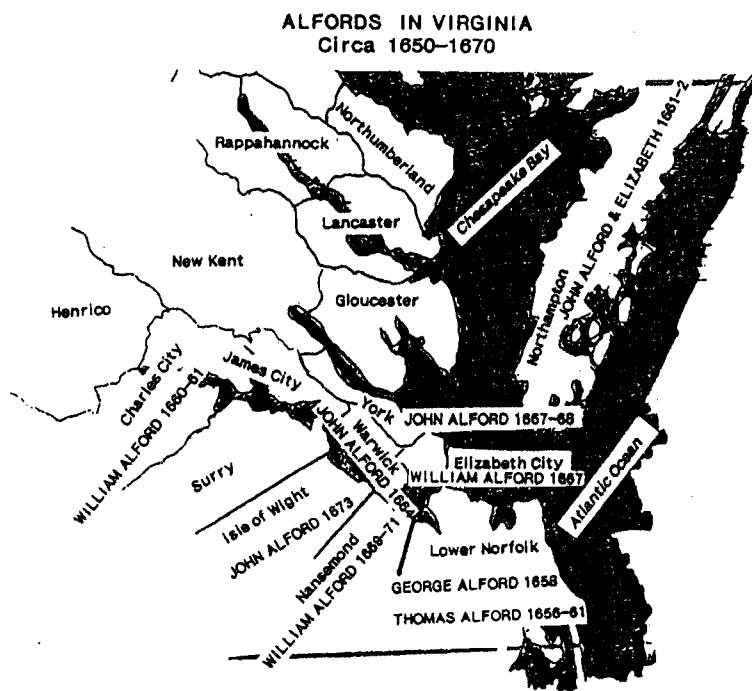 ALFORDS IN VIRGINIA
Circa 1650–1670
Rappahannock
Northumberland
Chesapeake Bay
JOHN ALFORD & ELIZABETH 1661-2
Northampton
Lancaster
New Kent
Gloucester
Henrico
Charles City
WILLIAM ALFORD 1660-61
James City
York
JOHN ALFORD 1667-68
Warwick
JOHN ALFORD 1664
Elizabeth City
WILLIAM ALFORD 1667
Atlantic Ocean
Surry
Isle of Wight
JOHN ALFORD 1673
Nansemond
WILLIAM ALFORD 1669-71
Lower Norfolk
GEORGE ALFORD 1658
THOMAS ALFORD 1656-61